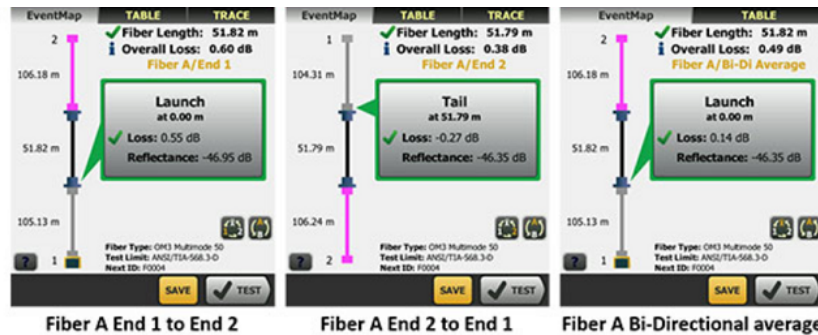 EventMap TABLE TRACE
2
Fiber Length: 51.82 m
i Overall Loss: 0.60 dB
Fiber A/End 1
106.18 m
Launch
at 0.00 m
Loss: 0.55 dB
Reflectance: -46.95 dB
51.82 m
105.13 m
Fiber Type: OM3 Multimode 50
Test Limit: ANSI/TIA-568.3-D
Next ID: F0004
? 1
SAVE TEST
Fiber A End 1 to End 2
EventMap TABLE TRACE
1
Fiber Length: 51.79 m
i Overall Loss: 0.38 dB
Fiber A/End 2
104.31 m
Tail
at 51.79 m
Loss: -0.27 dB
Reflectance: -46.35 dB
51.79 m
106.24 m
Fiber Type: OM3 Multimode 50
Test Limit: ANSI/TIA-568.3-D
Next ID: F0004
? 2
SAVE TEST
Fiber A End 2 to End 1
EventMap TABLE TRACE
2
Fiber Length: 51.82 m
i Overall Loss: 0.49 dB
Fiber A/Bi-Di Average
106.18 m
Launch
at 0.00 m
Loss: 0.14 dB
Reflectance: -46.35 dB
51.82 m
105.13 m
Fiber Type: OM3 Multimode 50
Test Limit: ANSI/TIA-568.3-D
Next ID: F0004
? 1
SAVE TEST
Fiber A Bi-Directional average